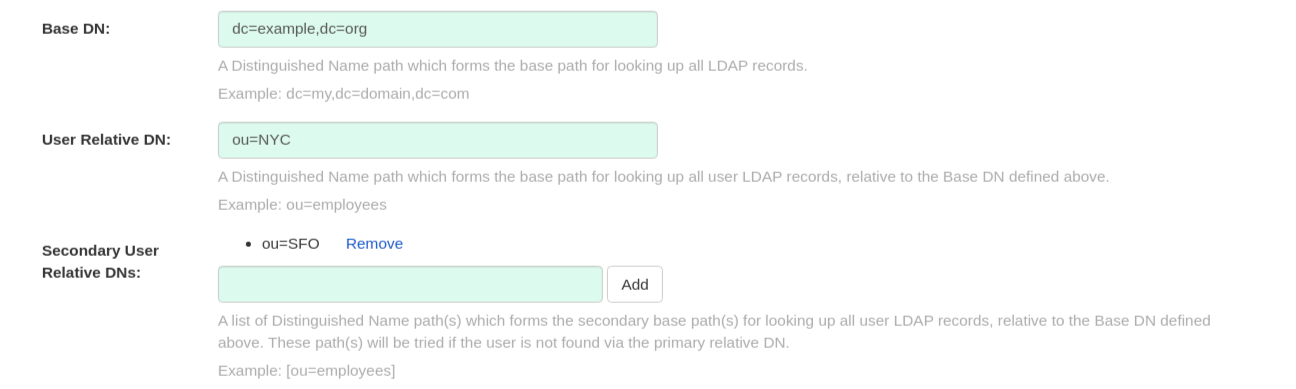 Base DN:
dc=example,dc=org
A Distinguished Name path which forms the base path for looking up all LDAP records.
Example: dc=my,dc=domain,dc=com
User Relative DN:
ou=NYC
A Distinguished Name path which forms the base path for looking up all user LDAP records, relative to the Base DN defined above.
Example: ou=employees
Secondary User
Relative DNs:
• ou=SFO Remove
Add
A list of Distinguished Name path(s) which forms the secondary base path(s) for looking up all user LDAP records, relative to the Base DN defined
above. These path(s) will be tried if the user is not found via the primary relative DN.
Example: [ou=employees]